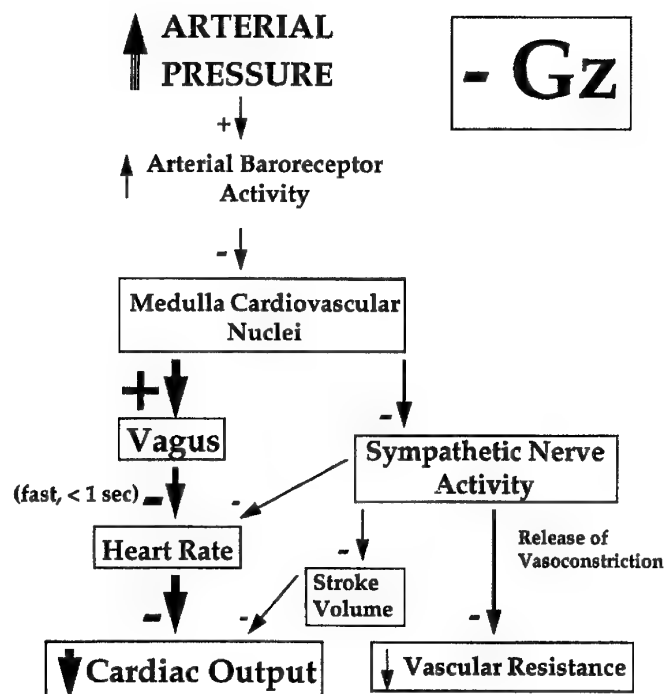 ARTERIAL
PRESSURE
- Gz
+
Arterial Baroreceptor
Activity
-
Medulla Cardiovascular
Nuclei
+
-
Vagus
Sympathetic Nerve
Activity
(fast, < 1 sec) -
-
Heart Rate
-
Release of
Vasoconstriction
Stroke
Volume
-
-
-
Cardiac Output
Vascular Resistance